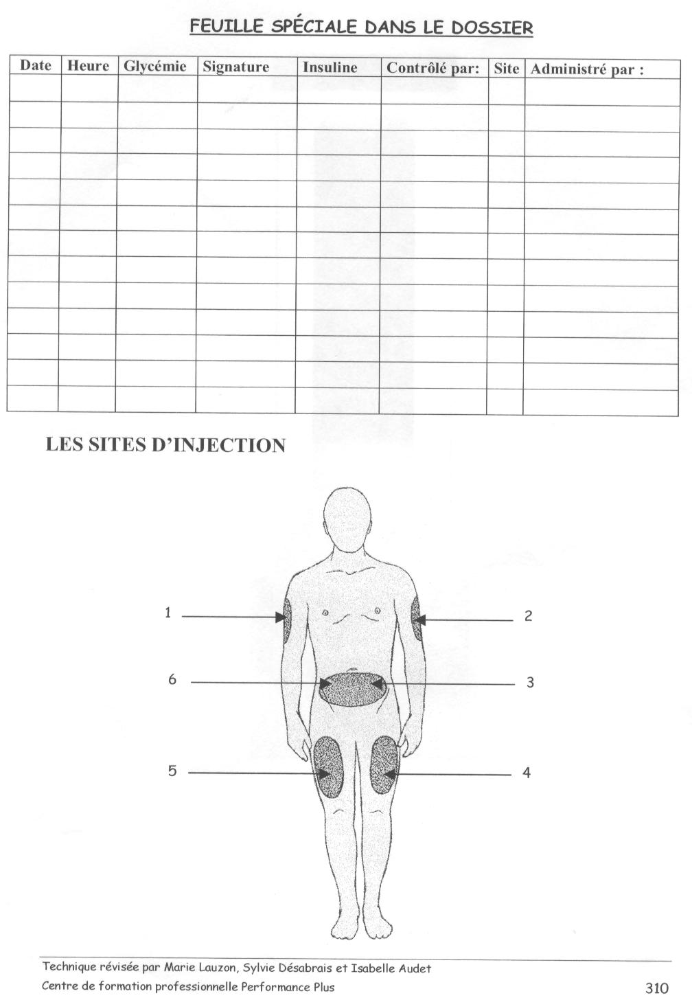 FEUILLE SPÉCIALE DANS LE DOSSIER
Date Heure Glycémie Signature Insuline Contrôlé par: Site Administré par :
LES SITES D'INJECTION
1
2
6
3
5
4
Technique révisée par Marie Lauzon, Sylvie Désabrais et Isabelle Audet
Centre de formation professionnelle Performance Plus
310